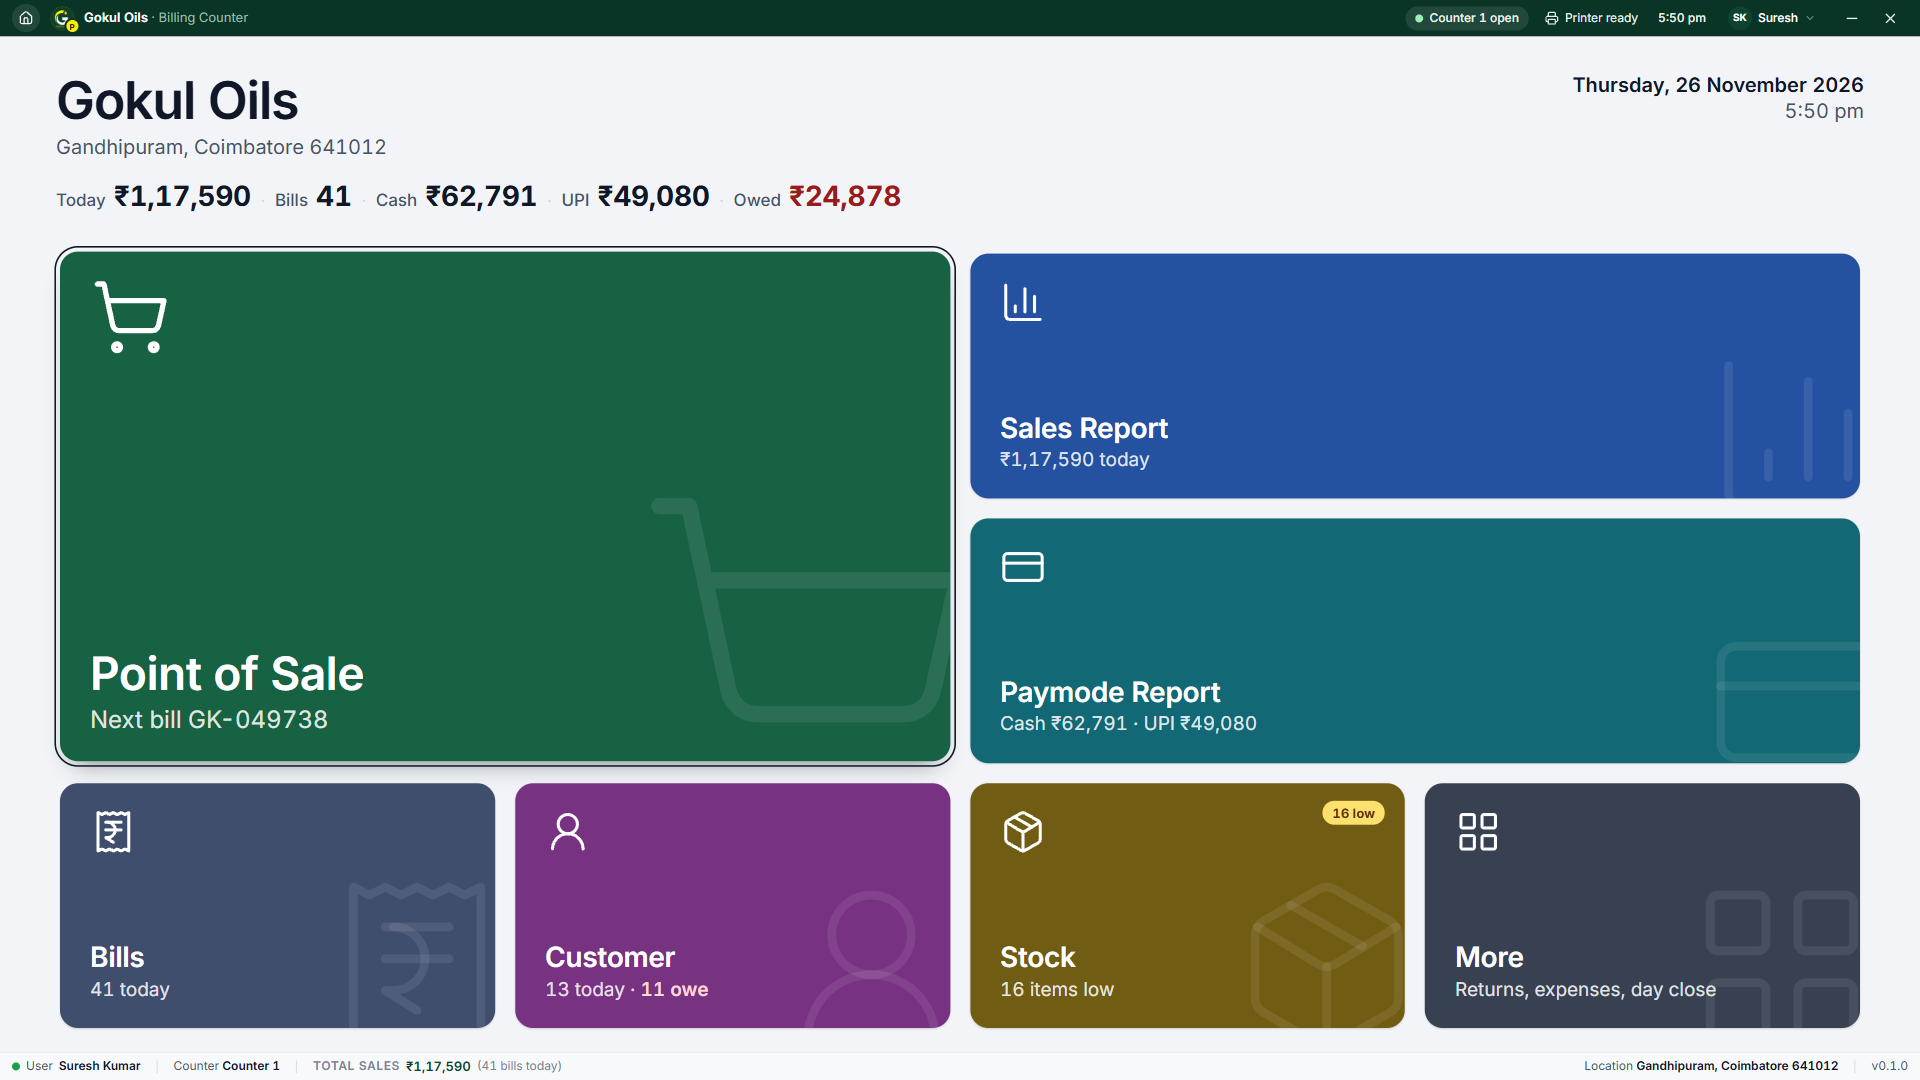 Gokul Oils · Billing Counter
P
Counter 1 open
Printer ready
5:50 pm
SK Suresh
Gokul Oils
Gandhipuram, Coimbatore 641012
Thursday, 26 November 2026
5:50 pm
Today ₹1,17,590 · Bills 41 · Cash ₹62,791 · UPI ₹49,080 · Owed ₹24,878
Point of Sale
Next bill GK-049738
Sales Report
₹1,17,590 today
Paymode Report
Cash ₹62,791 · UPI ₹49,080
Bills
41 today
Customer
13 today · 11 owe
16 low
Stock
16 items low
More
Returns, expenses, day close
User Suresh Kumar
Counter Counter 1
TOTAL SALES ₹1,17,590 (41 bills today)
Location Gandhipuram, Coimbatore 641012
v0.1.0